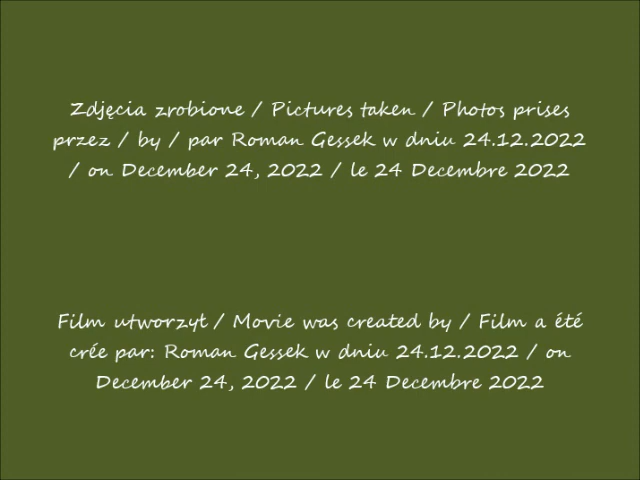 Zdjęcia zrobione / Pictures taken / Photos prises
przez / by / par Roman Gessek w dniu 24.12.2022
/ on December 24, 2022 / le 24 Decembre 2022
Film utworzył / Movie was created by / Film a été
crée par: Roman Gessek w dniu 24.12.2022 / on
December 24, 2022 / le 24 Decembre 2022